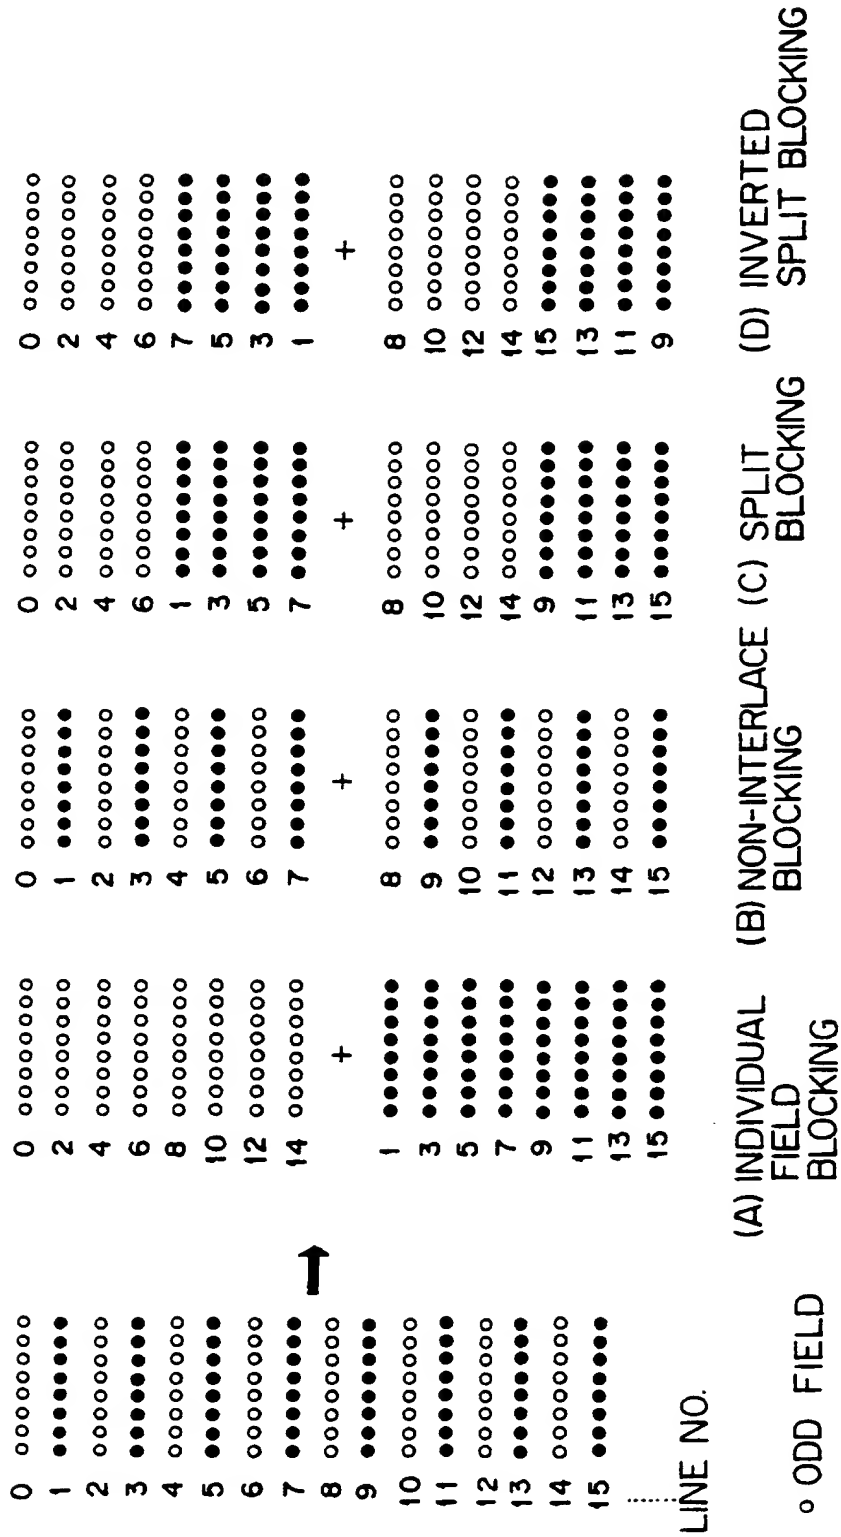 0 0 0 0 0
1 2 1 2 2
2 4 2 4 4
3 6 3 6 6
4 8 4 1 7
5 10 5 3 5
6 12 6 5 3
7 14 7 7 1
+ + + +
8 1 8 8 8
9 3 9 10 10
10 5 10 12 12
11 7 11 14 14
12 9 12 9 15
13 11 13 11 13
14 13 14 13 11
15 15 15 15 9
LINE NO.
(A) INDIVIDUAL
FIELD
BLOCKING
(B) NON-INTERLACE
BLOCKING
(C) SPLIT
BLOCKING
(D) INVERTED
SPLIT BLOCKING
ODD FIELD